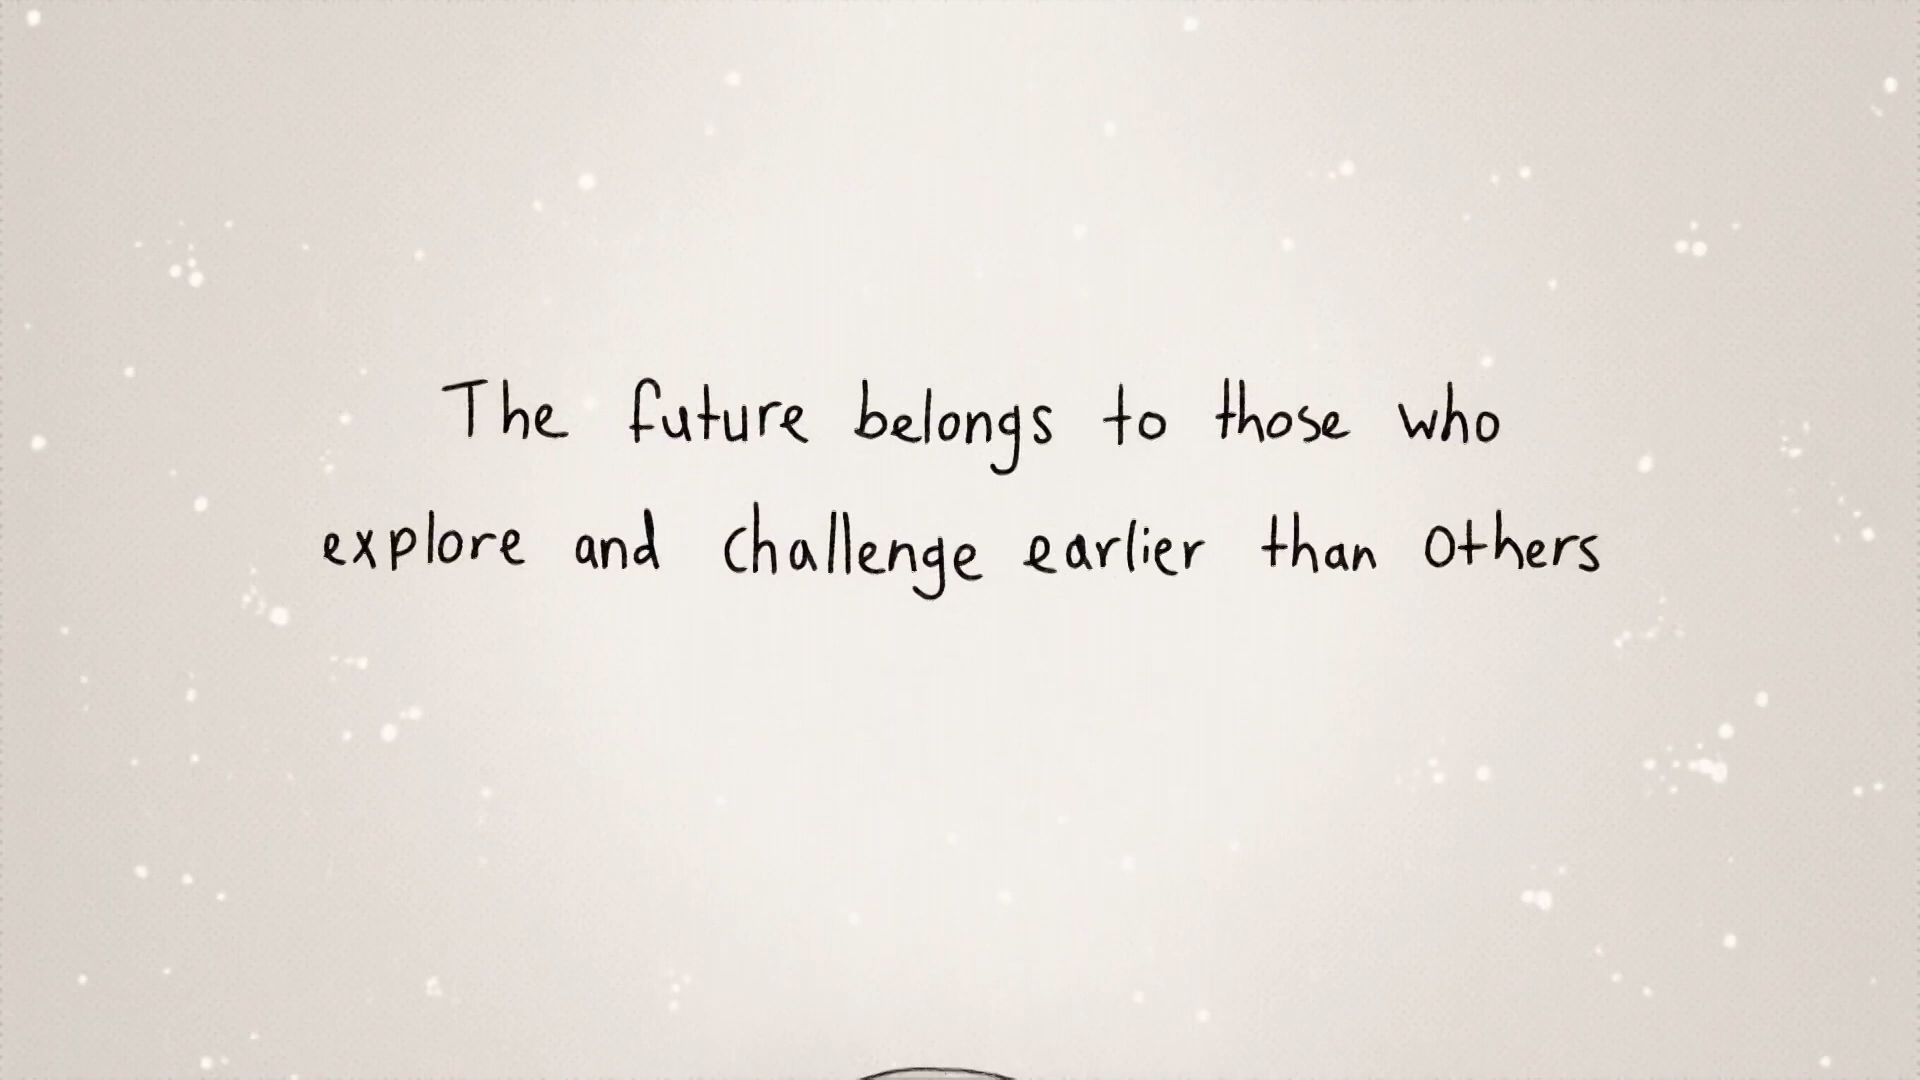 The future belongs to those who
explore and challenge earlier than others